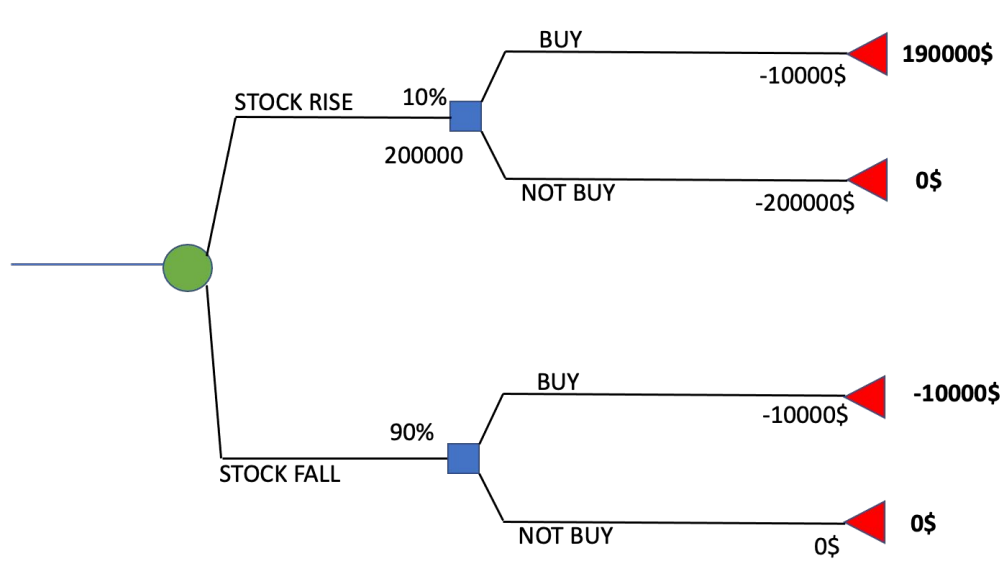 BUY
190000$
-10000$
STOCK RISE
10%
200000
NOT BUY
0$
-200000$
BUY
-10000$
-10000$
90%
STOCK FALL
NOT BUY
0$
0$